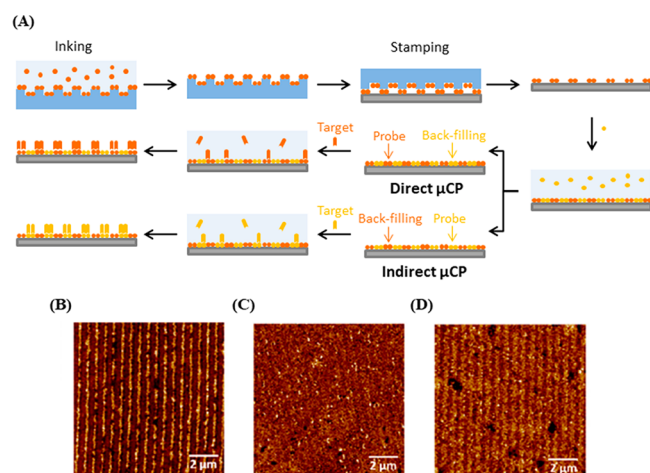 (A)
Inking
Stamping
Target
Probe
Back-filling
Direct µCP
Target
Back-filling
Probe
Indirect µCP
(B)
(C)
(D)
2 µm
2 µm
2 µm